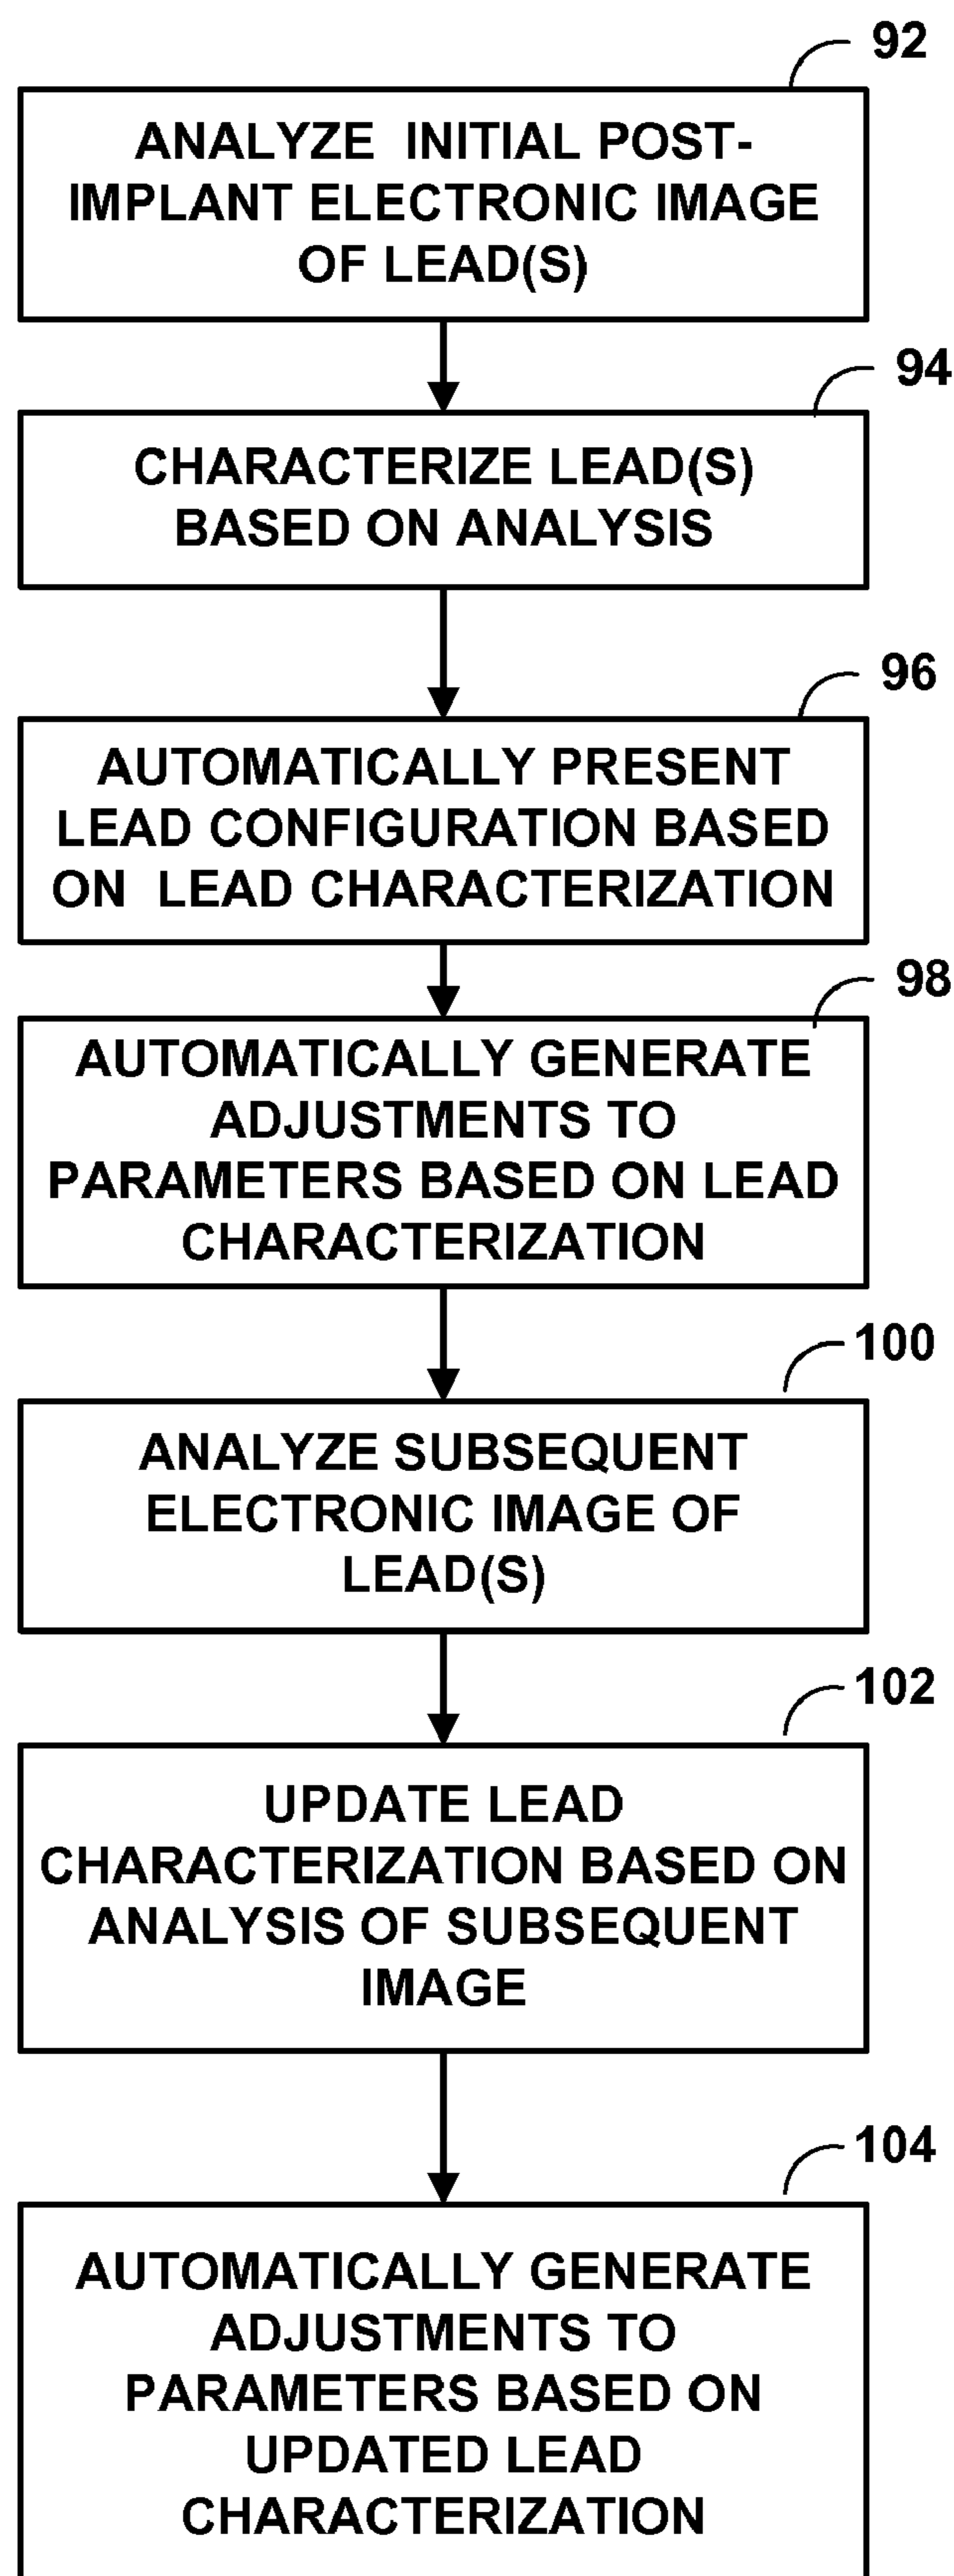 92
ANALYZE INITIAL POST-
IMPLANT ELECTRONIC IMAGE
OF LEAD(S)
94
CHARACTERIZE LEAD(S)
BASED ON ANALYSIS
96
AUTOMATICALLY PRESENT
LEAD CONFIGURATION BASED
ON LEAD CHARACTERIZATION
98
AUTOMATICALLY GENERATE
ADJUSTMENTS TO
PARAMETERS BASED ON LEAD
CHARACTERIZATION
100
ANALYZE SUBSEQUENT
ELECTRONIC IMAGE OF
LEAD(S)
102
UPDATE LEAD
CHARACTERIZATION BASED ON
ANALYSIS OF SUBSEQUENT
IMAGE
104
AUTOMATICALLY GENERATE
ADJUSTMENTS TO
PARAMETERS BASED ON
UPDATED LEAD
CHARACTERIZATION